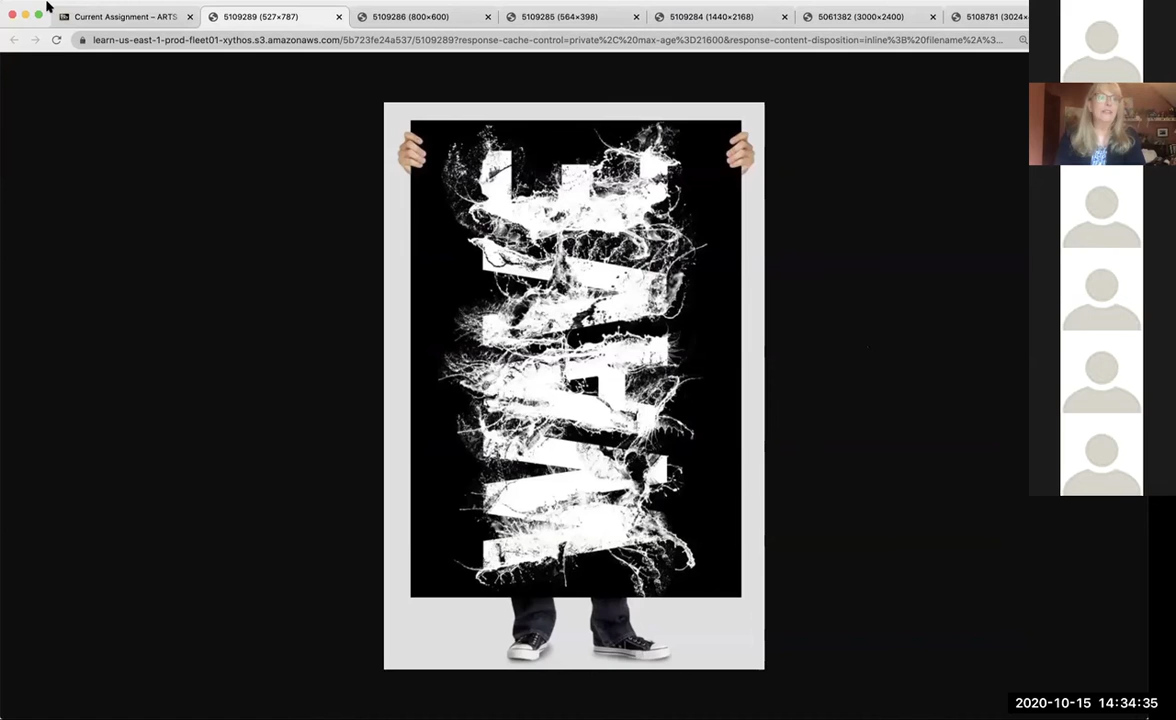 Current Assignment – ARTS
5109289 (527×787)
5109286 (800×600)
5109285 (564×398)
5109284 (1440×2168)
5061382 (3000×2400)
5108781 (3024×
learn-us-east-1-prod-fleet01-xythos.s3.amazonaws.com/5b723fe24a537/5109289?response-cache-control=private%2C%20max-age%3D21600&response-content-disposition=inline%3B%20filename%2A%3...
WAVE
2020-10-15 14:34:35